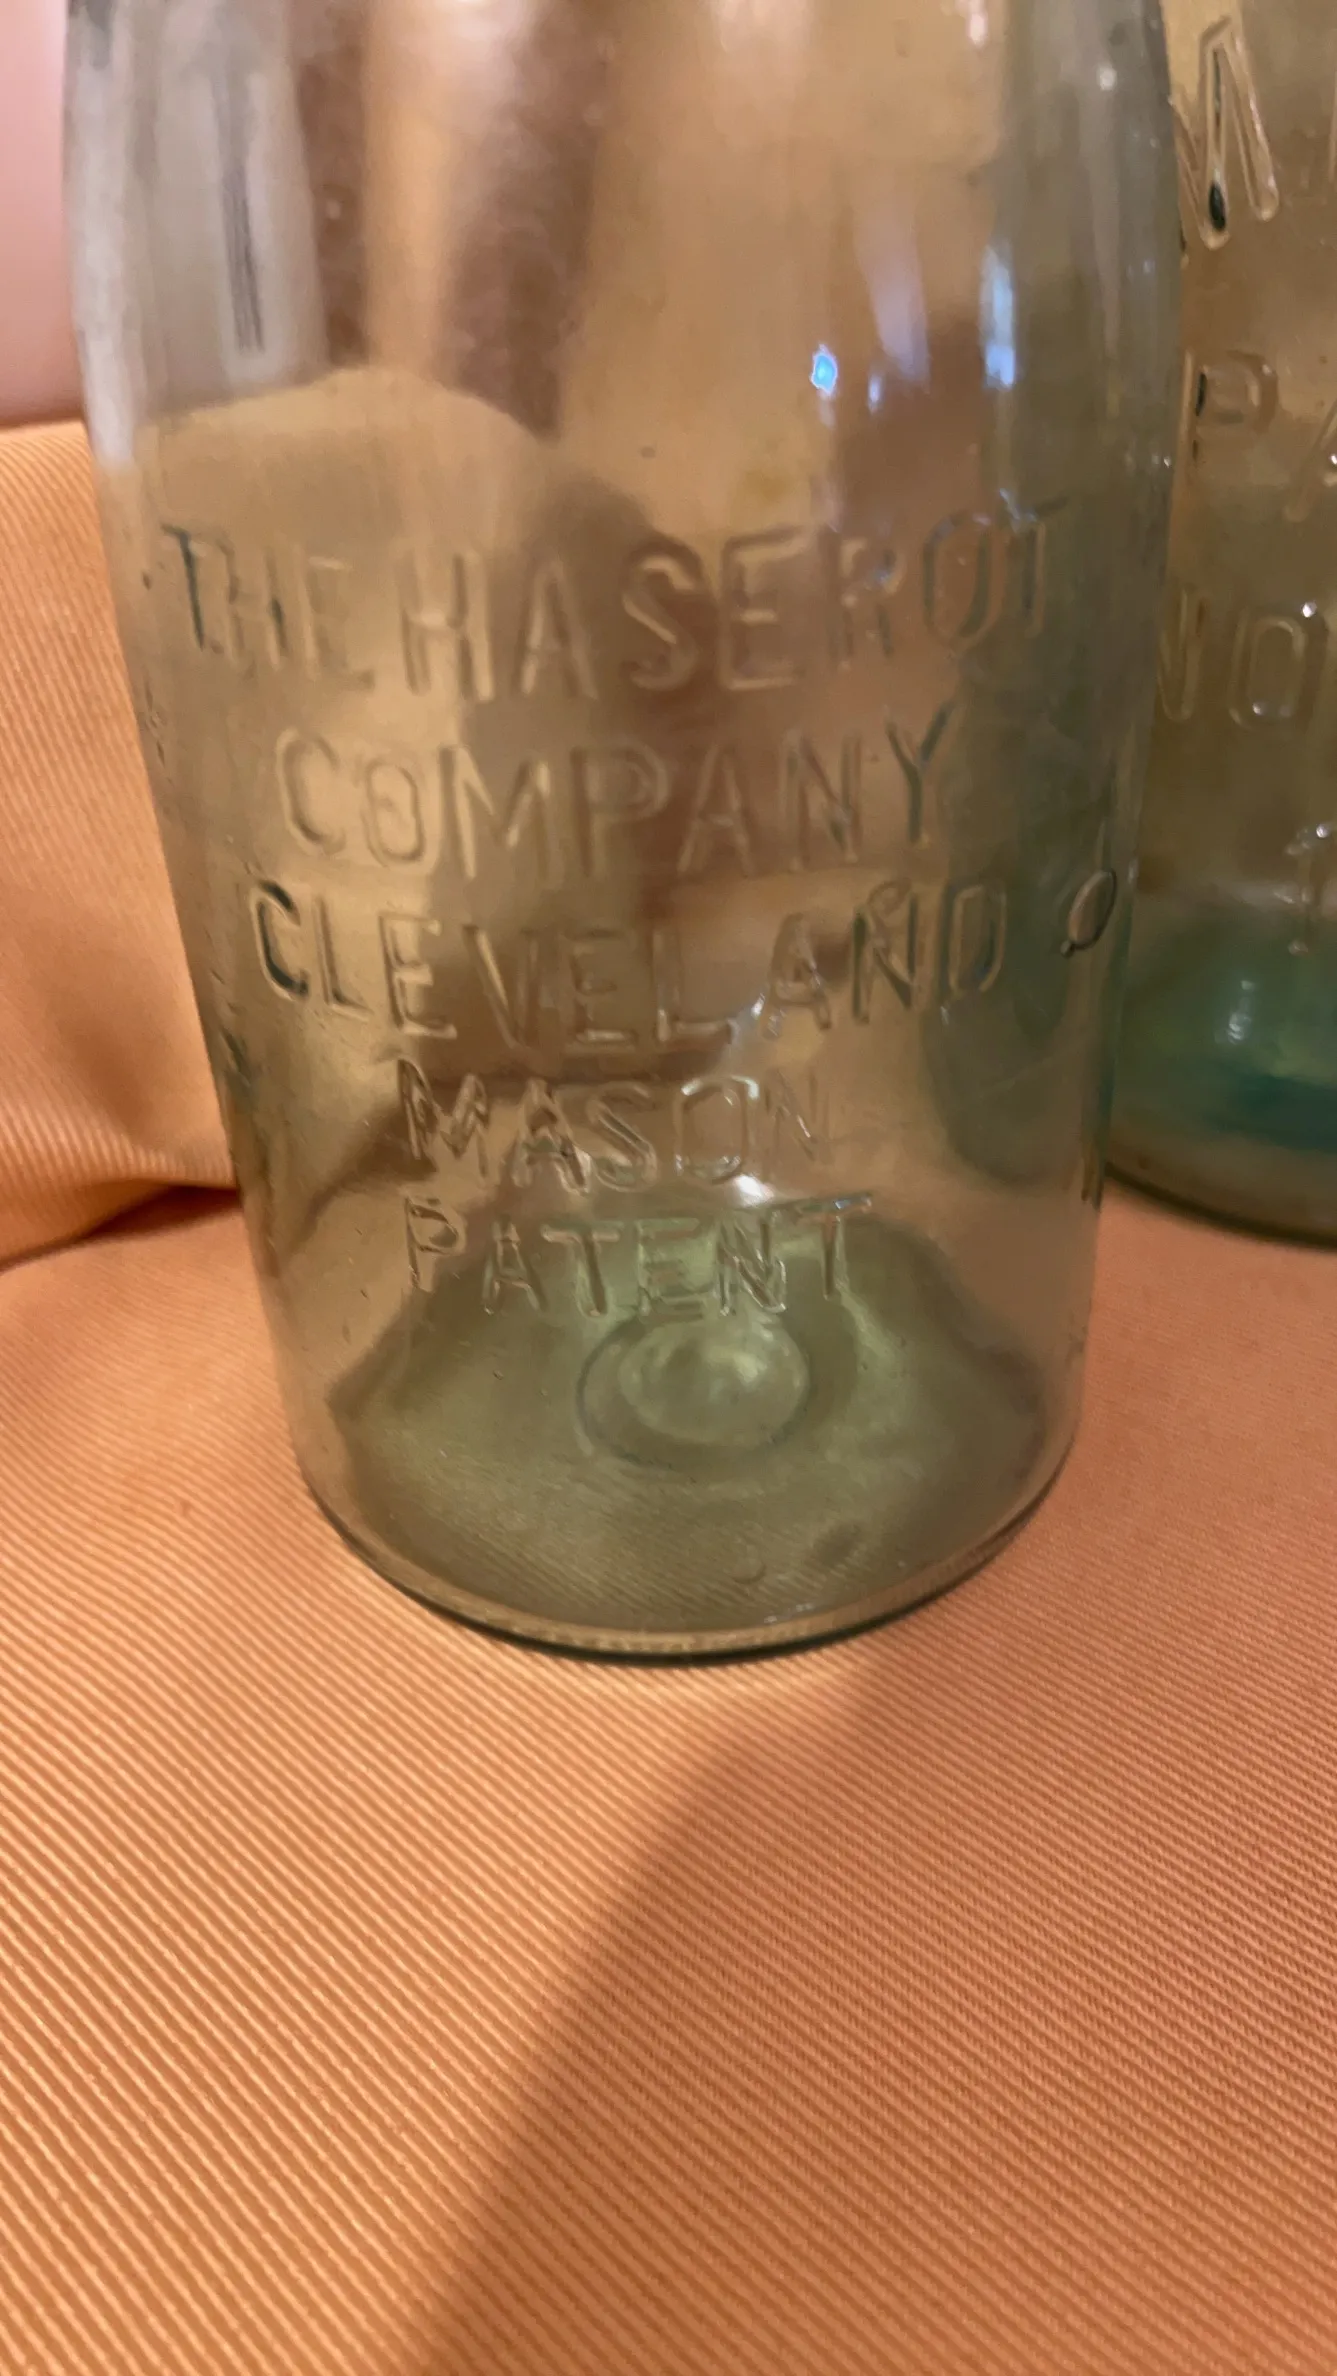 THE HASEROT
COMPANY
CLEVELAND O
MASON
PATENT